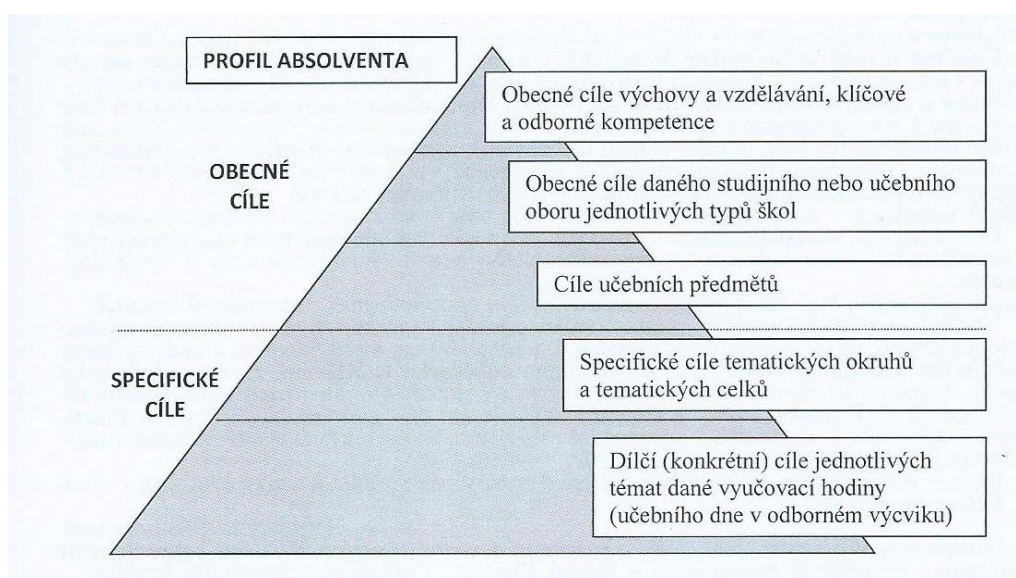 PROFIL ABSOLVENTA
Obecné cíle výchovy a vzdělávání, klíčové
a odborné kompetence
OBECNÉ
CÍLE
Obecné cíle daného studijního nebo učebního
oboru jednotlivých typů škol
Cíle učebních předmětů
SPECIFICKÉ
CÍLE
Specifické cíle tematických okruhů
a tematických celků
Dílčí (konkrétní) cíle jednotlivých
témat dané vyučovací hodiny
(učebního dne v odborném výcviku)